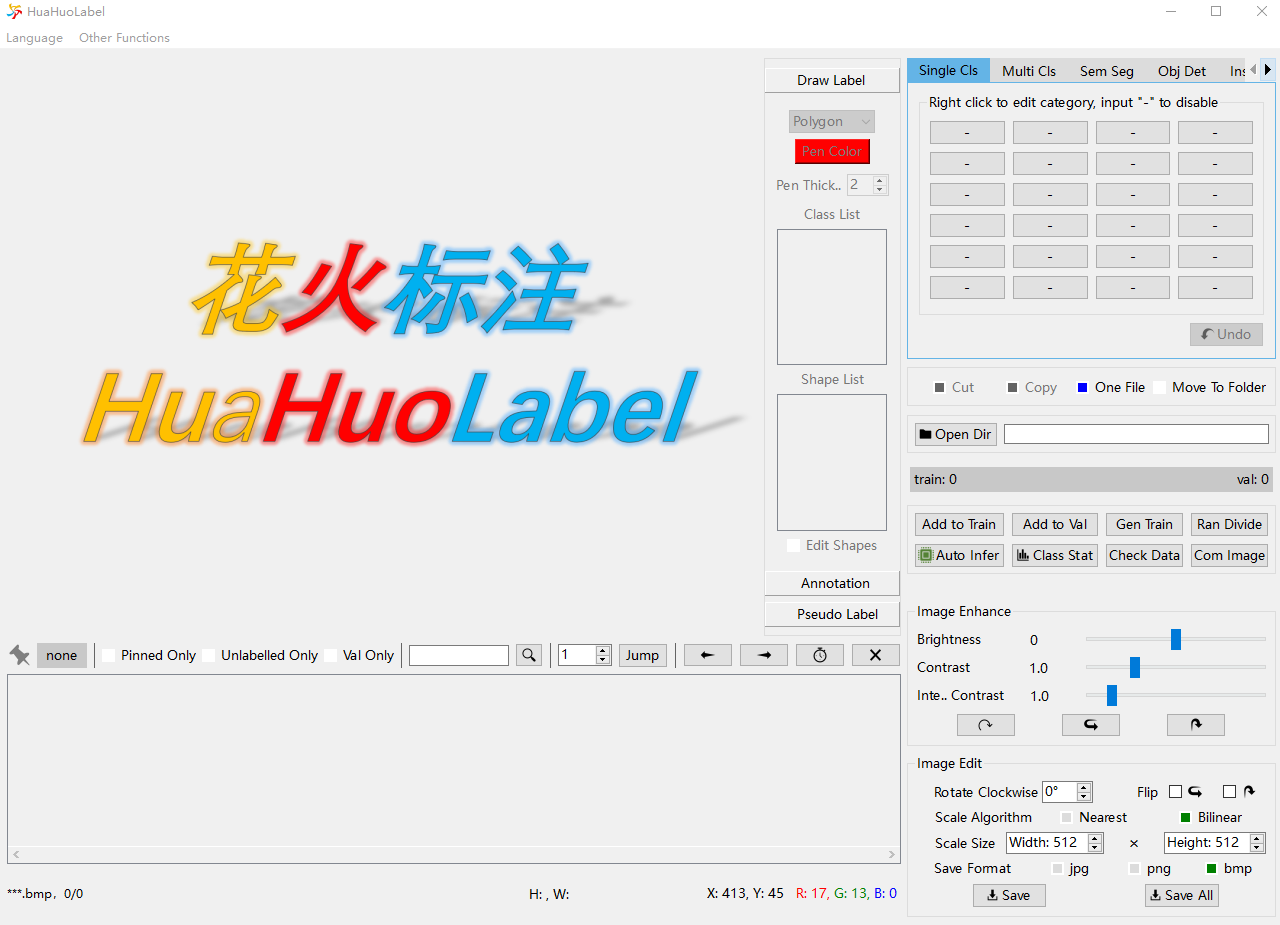 HuaHuoLabel
Language Other Functions
花火标注
HuaHuoLabel
Draw Label
Polygon
Pen Color
Pen Thick.. 2
Class List
Shape List
Edit Shapes
Annotation
Pseudo Label
Single Cls Multi Cls Sem Seg Obj Det Ins
Right click to edit category, input "-" to disable
- - - -
- - - -
- - - -
- - - -
- - - -
- - - -
Undo
Cut Copy One File Move To Folder
Open Dir
train: 0 val: 0
Add to Train Add to Val Gen Train Ran Divide
Auto Infer Class Stat Check Data Com Image
Image Enhance
Brightness 0
Contrast 1.0
Inte.. Contrast 1.0
Image Edit
Rotate Clockwise 0° Flip
Scale Algorithm Nearest Bilinear
Scale Size Width: 512 × Height: 512
Save Format jpg png bmp
Save Save All
none Pinned Only Unlabelled Only Val Only 1 Jump
***.bmp, 0/0 H: , W: X: 413, Y: 45 R: 17, G: 13, B: 0